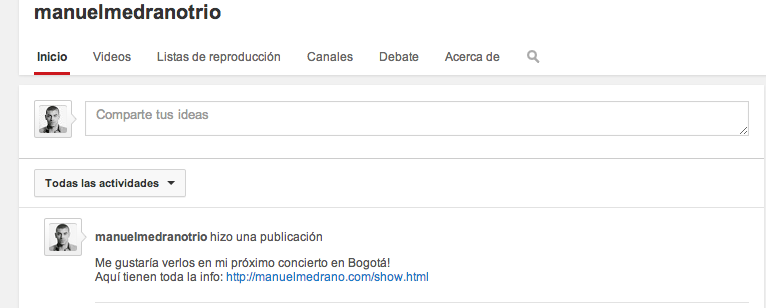 manuelmedranotrio
Inicio Videos Listas de reproducción Canales Debate Acerca de
Comparte tus ideas
Todas las actividades
manuelmedranotrio hizo una publicación
Me gustaría verlos en mi próximo concierto en Bogotá!
Aquí tienen toda la info: http://manuelmedrano.com/show.html